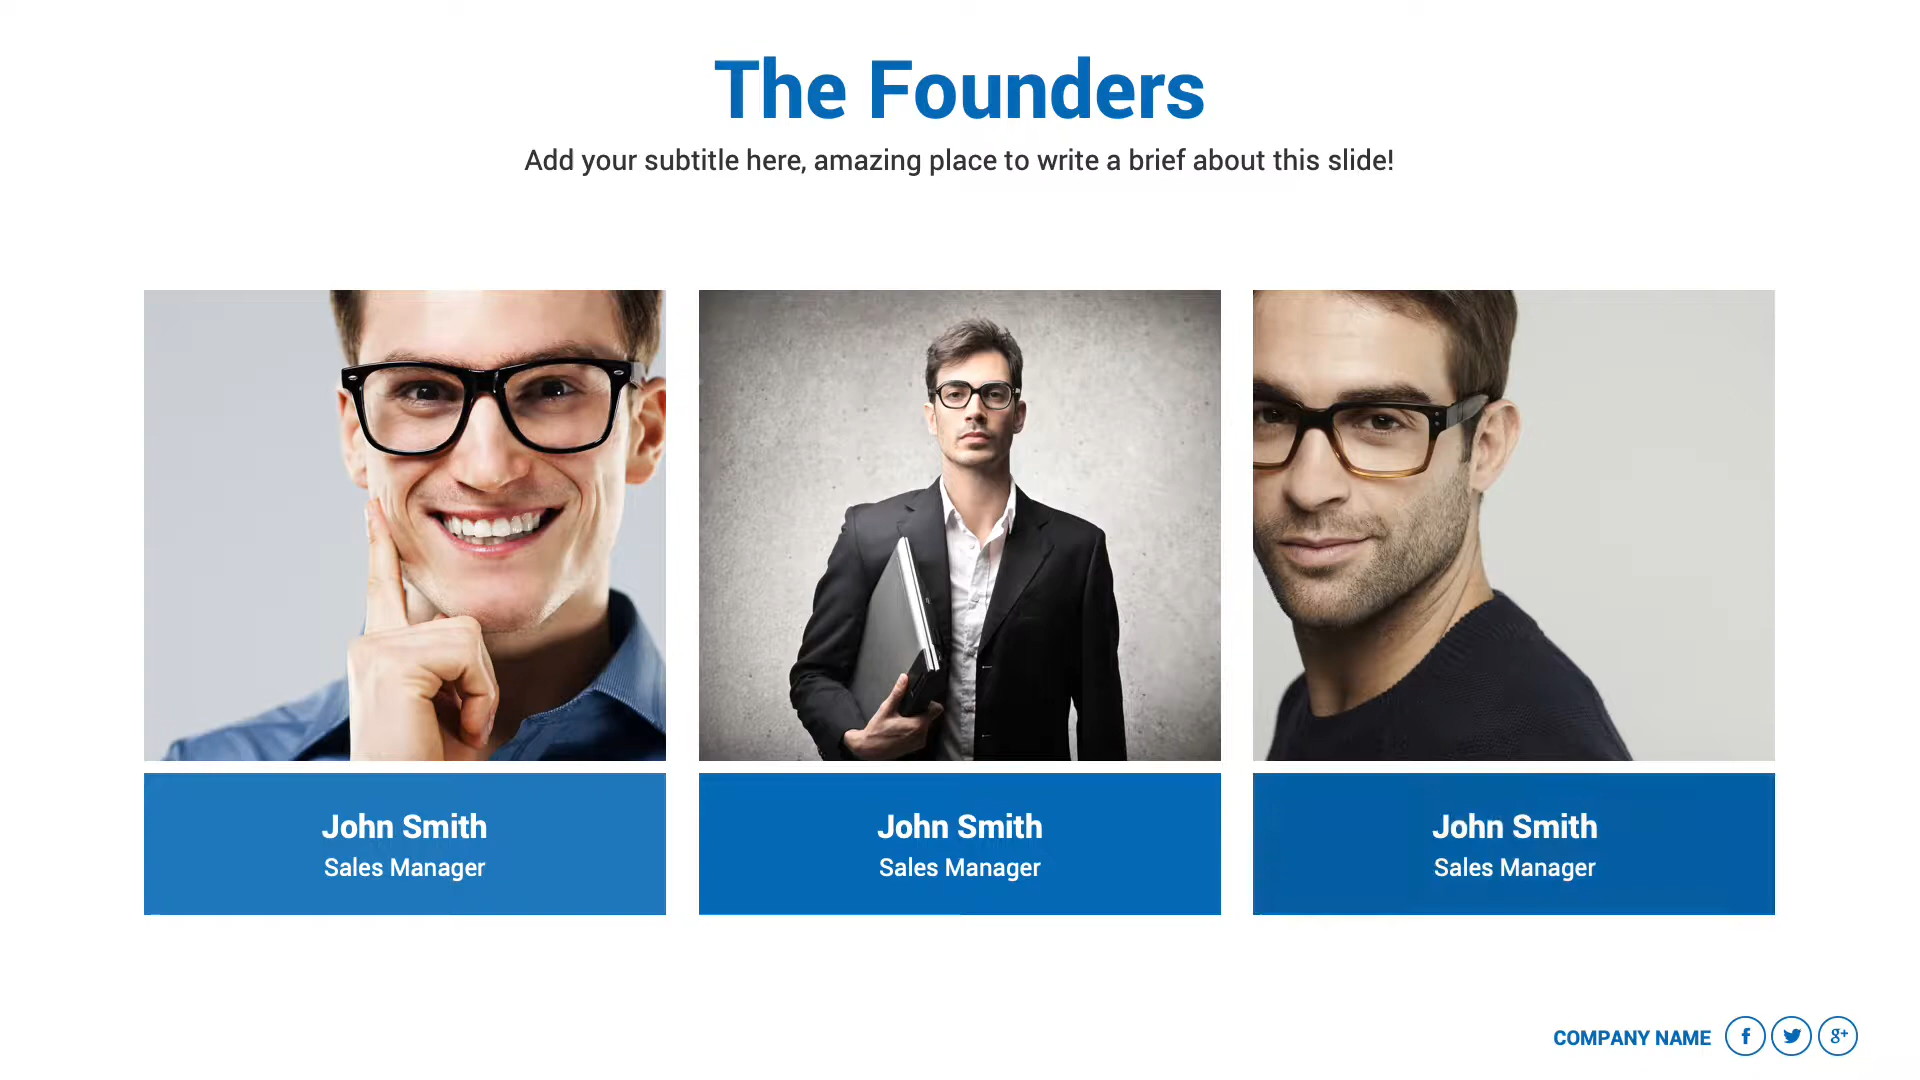 The Founders
Add your subtitle here, amazing place to write a brief about this slide!
John Smith
Sales Manager
John Smith
Sales Manager
John Smith
Sales Manager
COMPANY NAME f g+